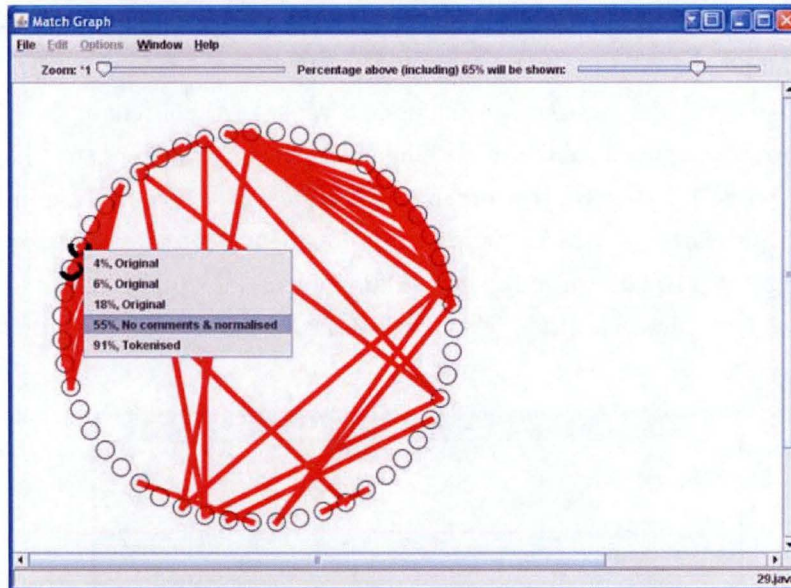 Match Graph
File Edit Options Window Help
Zoom: *1 Percentage above (including) 65% will be shown:
4%, Original
6%, Original
18%, Original
55%, No comments & normalised
91%, Tokenised
29.java